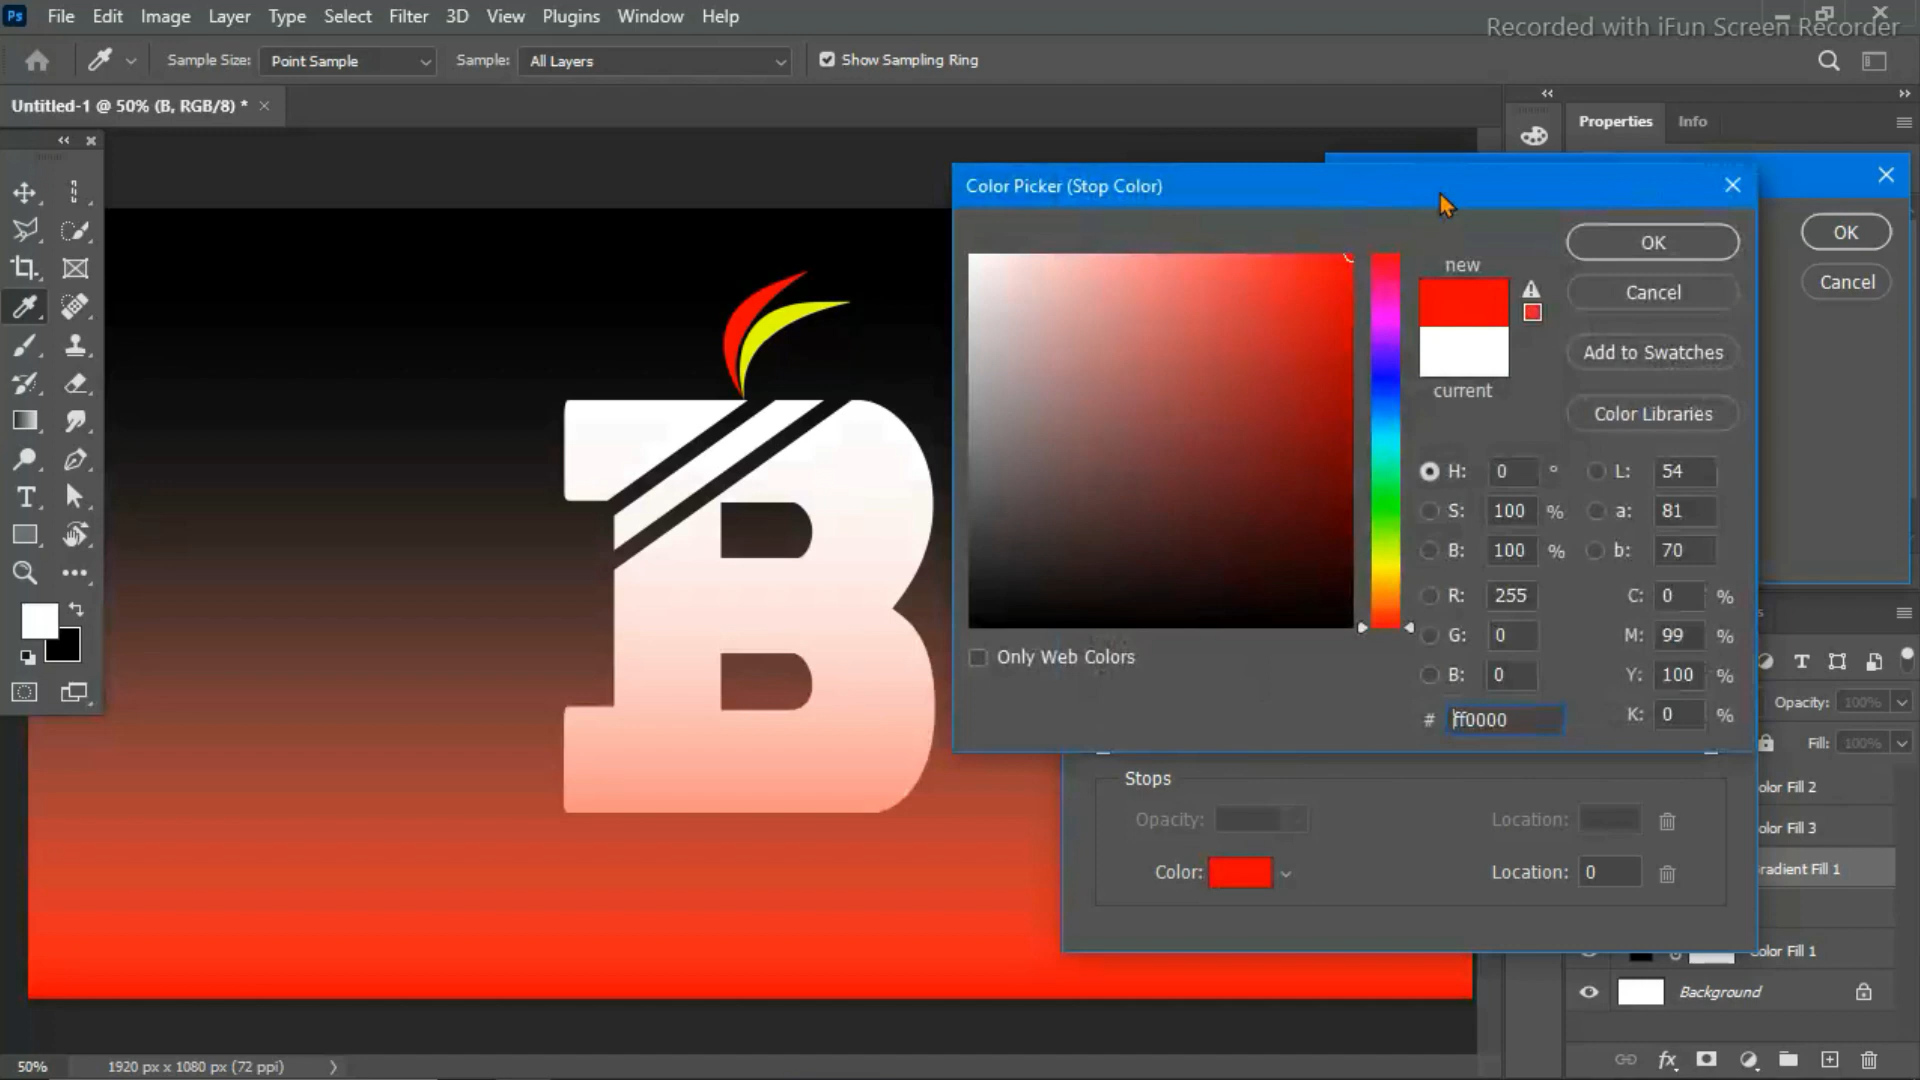 Ps File Edit Image Layer Type Select Filter 3D View Plugins Window Help
Recorded with iFun Screen Recorder
Sample Size: Point Sample Sample: All Layers Show Sampling Ring
Untitled-1 @ 50% (B, RGB/8) *
Properties Info
Color Picker (Stop Color)
OK
Cancel
new
current
OK
Cancel
Add to Swatches
Color Libraries
H: 0 ° L: 54
S: 100 % a: 81
B: 100 % b: 70
R: 255 C: 0 %
G: 0 M: 99 %
B: 0 Y: 100 %
# ff0000 K: 0 %
Only Web Colors
B
Stops
Opacity: Location:
Color: Location: 0
Opacity: 100%
Fill: 100%
olor Fill 2
olor Fill 3
radient Fill 1
olor Fill 1
Background
50% 1920 px x 1080 px (72 ppi)